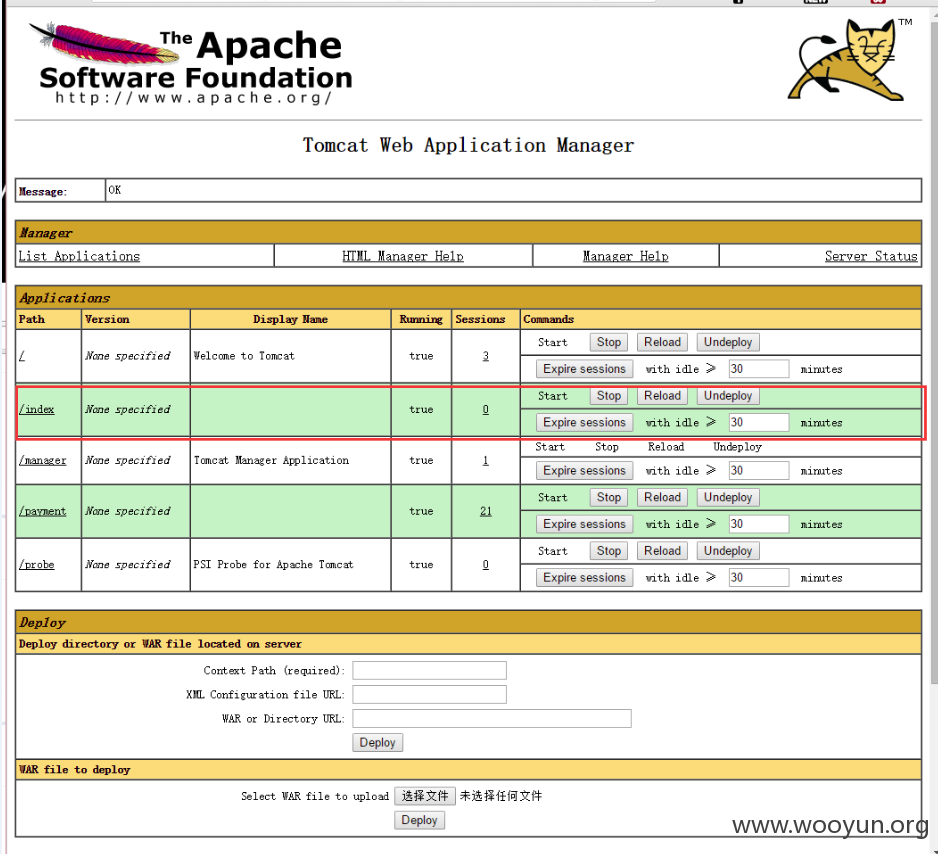 The Apache
Software Foundation
http://www.apache.org/
TM
Tomcat Web Application Manager
Message: OK
Manager
List Applications HTML Manager Help Manager Help Server Status
Applications
Path Version Display Name Running Sessions Commands
/ None specified Welcome to Tomcat true 3 Start Stop Reload Undeploy
Expire sessions with idle ≥ 30 minutes
/index None specified true 0 Start Stop Reload Undeploy
Expire sessions with idle ≥ 30 minutes
/manager None specified Tomcat Manager Application true 1 Start Stop Reload Undeploy
Expire sessions with idle ≥ 30 minutes
/payment None specified true 21 Start Stop Reload Undeploy
Expire sessions with idle ≥ 30 minutes
/probe None specified PSI Probe for Apache Tomcat true 0 Start Stop Reload Undeploy
Expire sessions with idle ≥ 30 minutes
Deploy
Deploy directory or WAR file located on server
Context Path (required):
XML Configuration file URL:
WAR or Directory URL:
Deploy
WAR file to deploy
Select WAR file to upload 选择文件 未选择任何文件
Deploy
www.wooyun.org